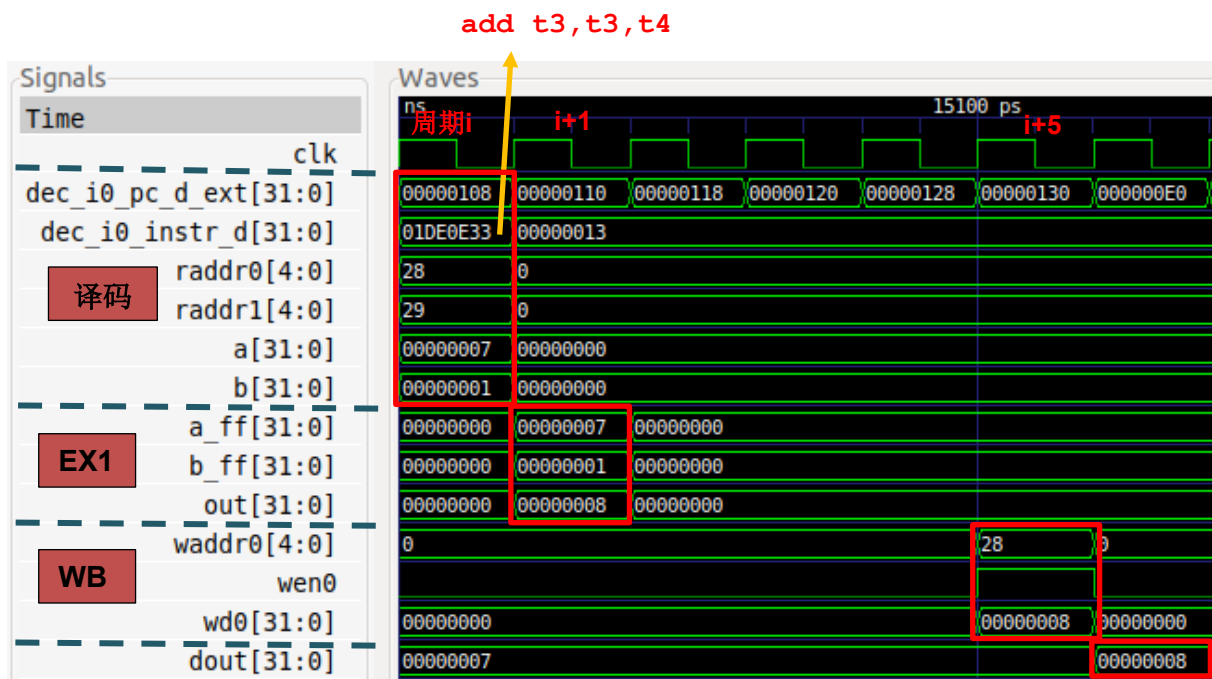 add t3,t3,t4
Signals
Waves
Time
ns
15100 ps
周期i
i+1
i+5
clk
dec_i0_pc_d_ext[31:0]
00000108
00000110
00000118
00000120
00000128
00000130
000000E0
dec_i0_instr_d[31:0]
01DE0E33
00000013
译码
raddr0[4:0]
28
0
raddr1[4:0]
29
0
a[31:0]
00000007
00000000
b[31:0]
00000001
00000000
EX1
a_ff[31:0]
00000000
00000007
00000000
b_ff[31:0]
00000000
00000001
00000000
out[31:0]
00000000
00000008
00000000
WB
waddr0[4:0]
0
28
0
wen0
wd0[31:0]
00000000
00000008
00000000
dout[31:0]
00000007
00000008